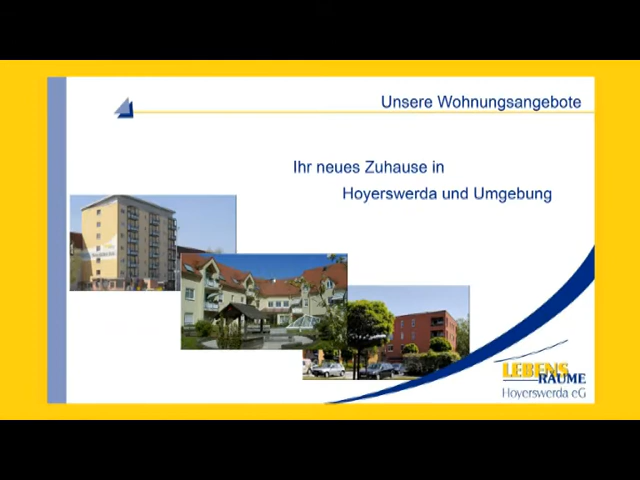 Unsere Wohnungsangebote
Ihr neues Zuhause in
Hoyerswerda und Umgebung
LEBENS
RÄUME
Hoyerswerda eG